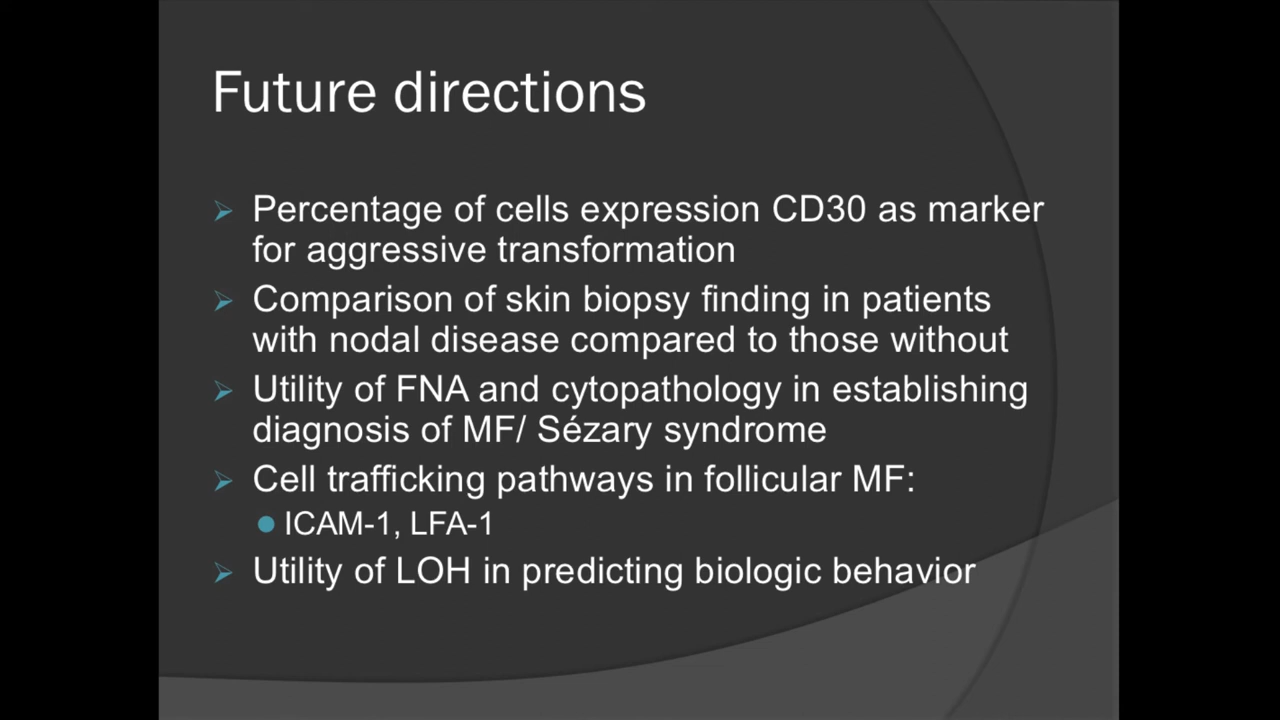 Future directions
Percentage of cells expression CD30 as marker
for aggressive transformation
Comparison of skin biopsy finding in patients
with nodal disease compared to those without
Utility of FNA and cytopathology in establishing
diagnosis of MF/ Sézary syndrome
Cell trafficking pathways in follicular MF:
ICAM-1, LFA-1
Utility of LOH in predicting biologic behavior